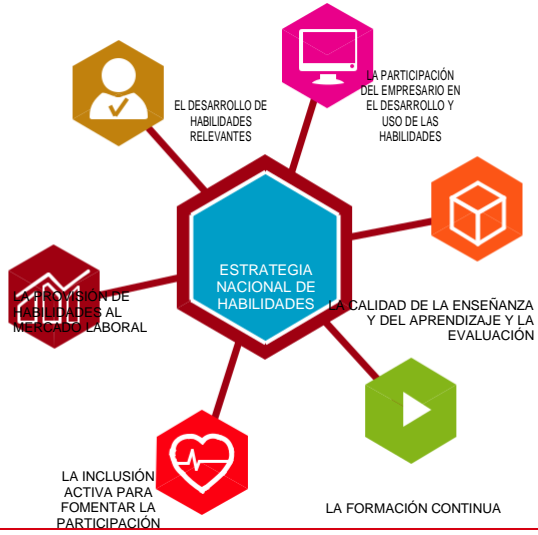 EL DESARROLLO DE
HABILIDADES
RELEVANTES
LA PARTICIPACIÓN
DEL EMPRESARIO EN
EL DESARROLLO Y
USO DE LAS
HABILIDADES
ESTRATEGIA
NACIONAL DE
HABILIDADES
LA PROVISIÓN DE
HABILIDADES AL
MERCADO LABORAL
LA CALIDAD DE LA ENSEÑANZA
Y DEL APRENDIZAJE Y LA
EVALUACIÓN
LA INCLUSIÓN
ACTIVA PARA
FOMENTAR LA
PARTICIPACIÓN
LA FORMACIÓN CONTINUA